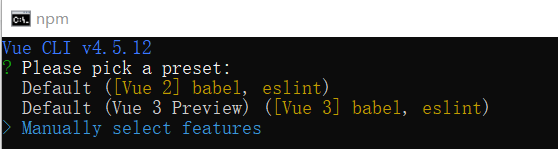 npm
Vue CLI v4.5.12
? Please pick a preset:
Default ([Vue 2] babel, eslint)
Default (Vue 3 Preview) ([Vue 3] babel, eslint)
> Manually select features